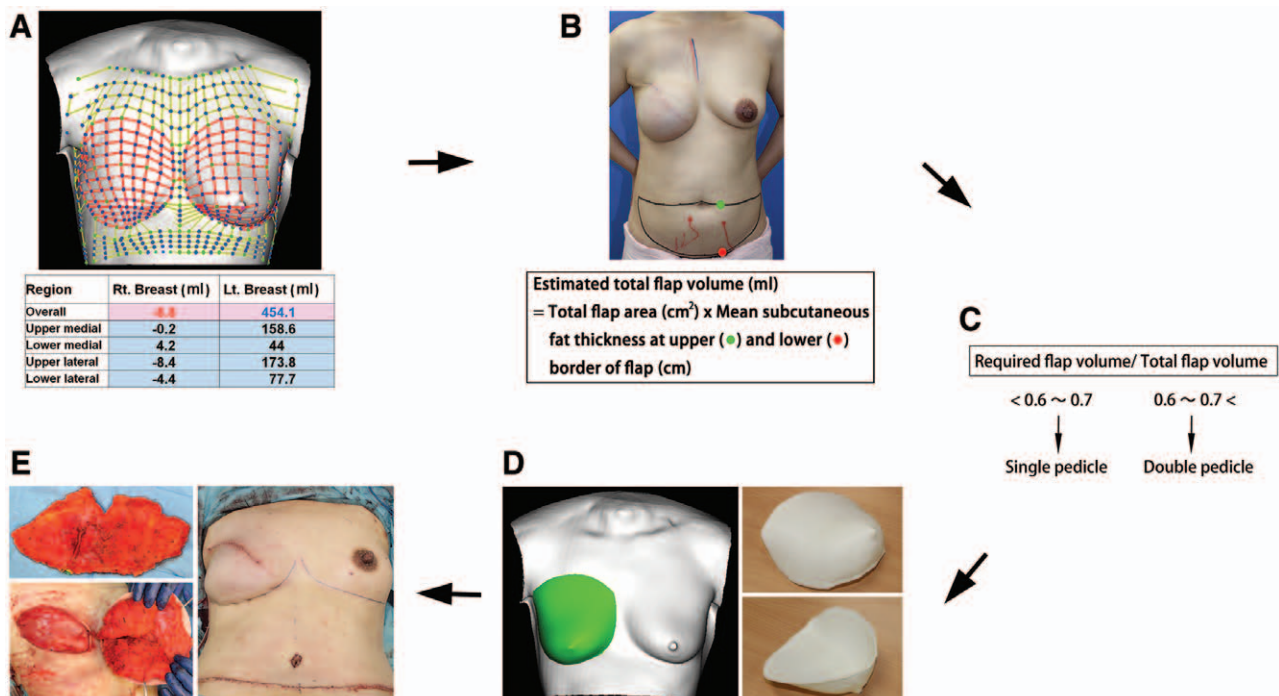 A
B
Region Rt. Breast (ml) Lt. Breast (ml)
Overall -8.8 454.1
Upper medial -0.2 158.6
Lower medial 4.2 44
Upper lateral -8.4 173.8
Lower lateral -4.4 77.7
Estimated total flap volume (ml)
= Total flap area (cm²) x Mean subcutaneous
fat thickness at upper (●) and lower (●)
border of flap (cm)
C
Required flap volume/ Total flap volume
< 0.6 ～ 0.7 0.6 ～ 0.7 <
Single pedicle Double pedicle
E
D